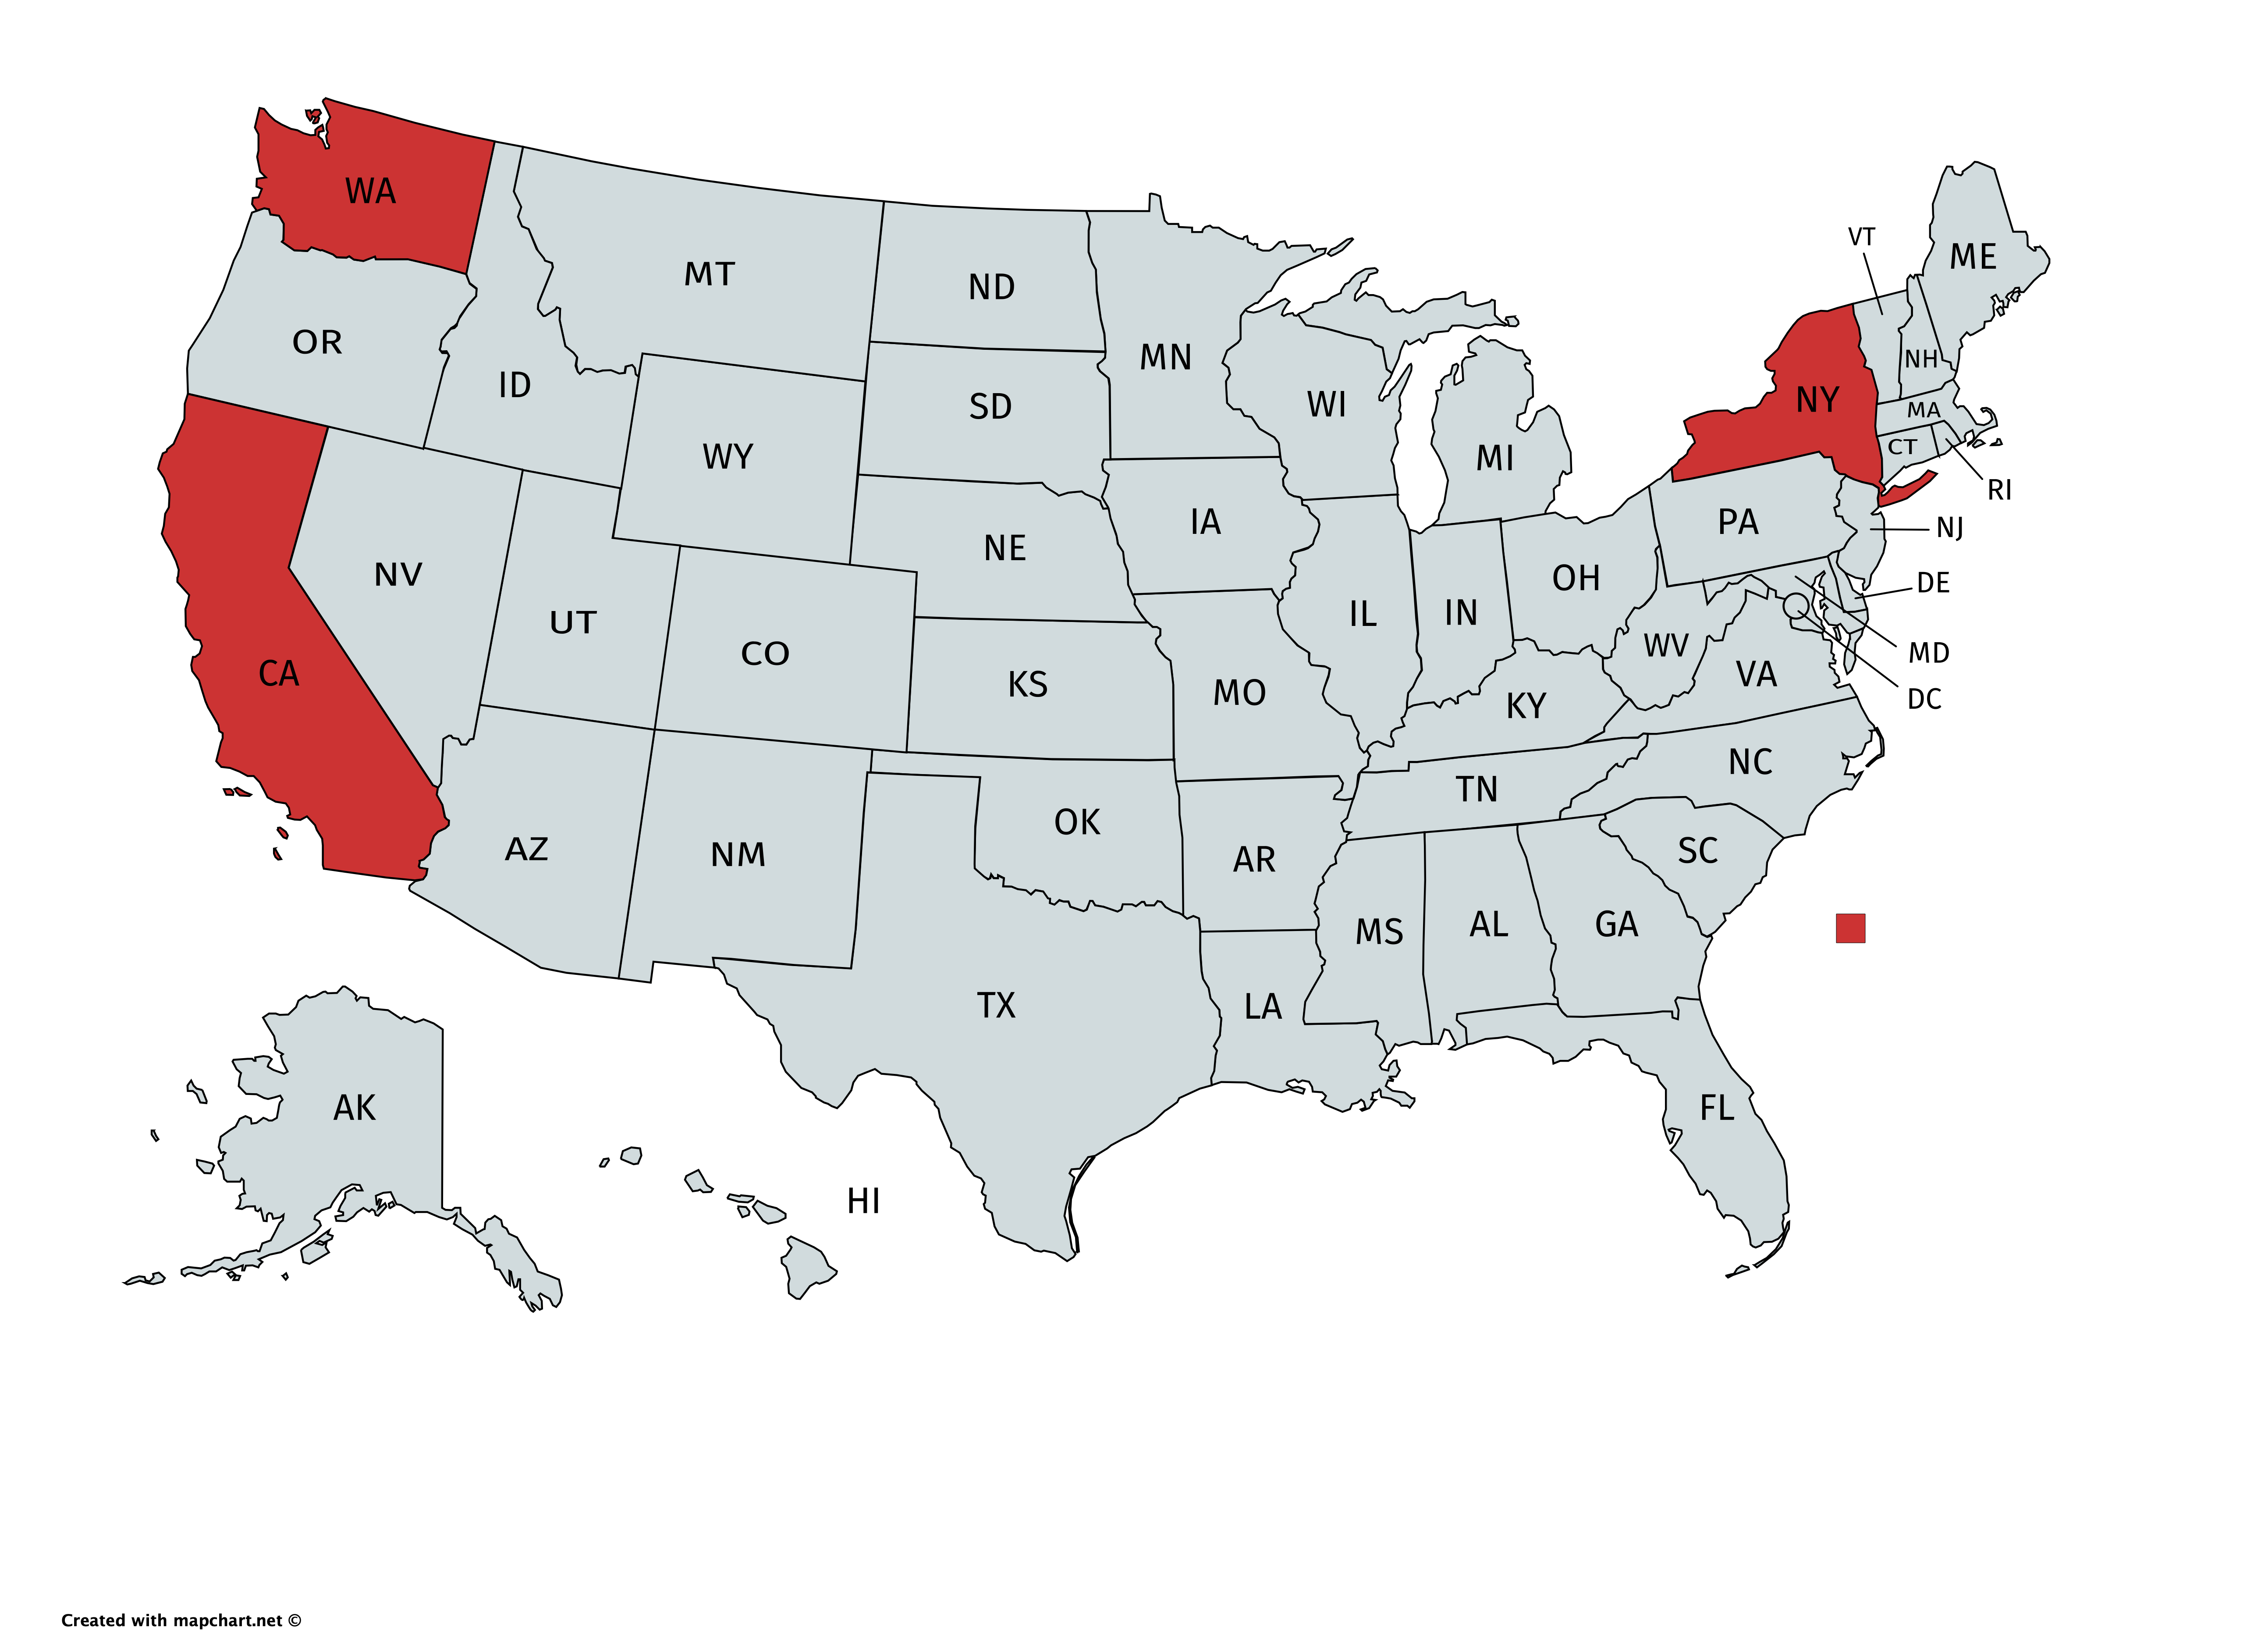 WA
MT
ND
MN
VT
ME
OR
ID
SD
WI
NH
NY
MA
WY
CT
MI
RI
IA
PA
NJ
NE
NV
OH
DE
UT
IL
IN
CO
WV
MD
CA
KS
VA
MO
KY
DC
NC
TN
OK
AZ
NM
AR
SC
MS
AL
GA
TX
LA
AK
FL
HI
Created with mapchart.net ©